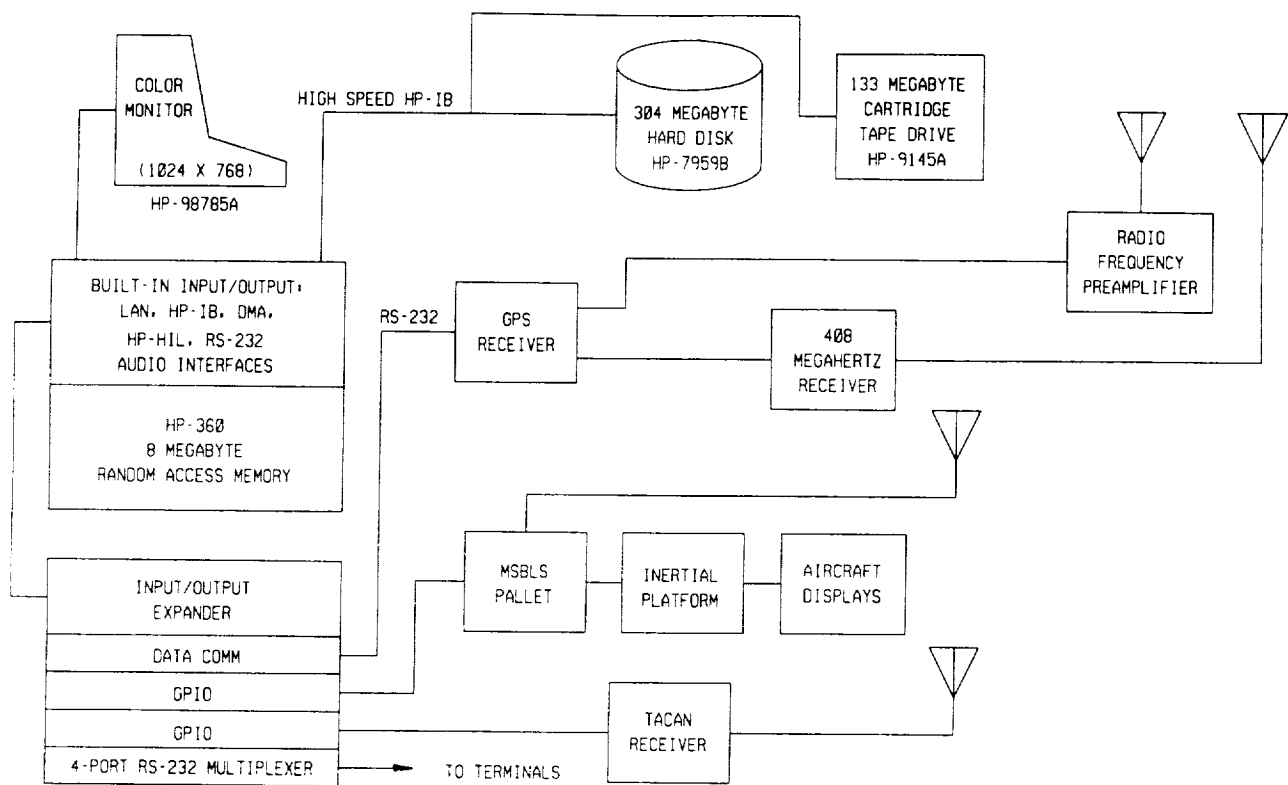 COLOR
MONITOR
(1024 X 768)
HP-98785A
HIGH SPEED HP-IB
304 MEGABYTE
HARD DISK
HP-7959B
133 MEGABYTE
CARTRIDGE
TAPE DRIVE
HP-9145A
RADIO
FREQUENCY
PREAMPLIFIER
BUILT-IN INPUT/OUTPUT:
LAN, HP-IB, DMA,
HP-HIL, RS-232
AUDIO INTERFACES
HP-360
8 MEGABYTE
RANDOM ACCESS MEMORY
RS-232
GPS
RECEIVER
408
MEGAHERTZ
RECEIVER
MSBLS
PALLET
INERTIAL
PLATFORM
AIRCRAFT
DISPLAYS
INPUT/OUTPUT
EXPANDER
DATA COMM
GPIO
GPIO
4-PORT RS-232 MULTIPLEXER
TO TERMINALS
TACAN
RECEIVER